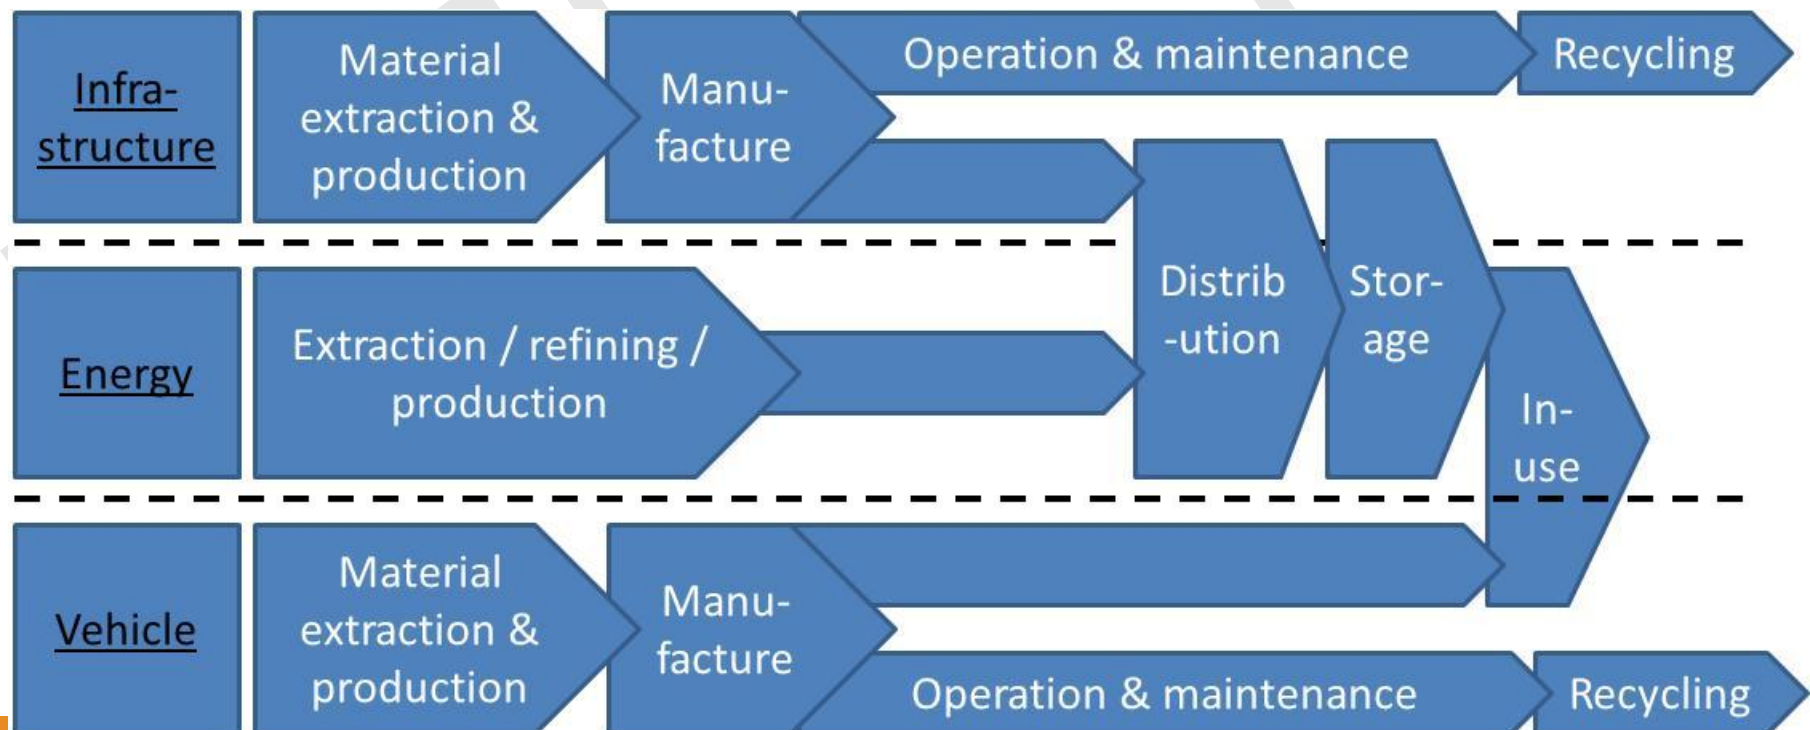 Infra-
structure
Material
extraction &
production
Manu-
facture
Operation & maintenance
Recycling
Energy
Extraction / refining /
production
Distrib
-ution
Stor-
age
In-
use
Vehicle
Material
extraction &
production
Manu-
facture
Operation & maintenance
Recycling